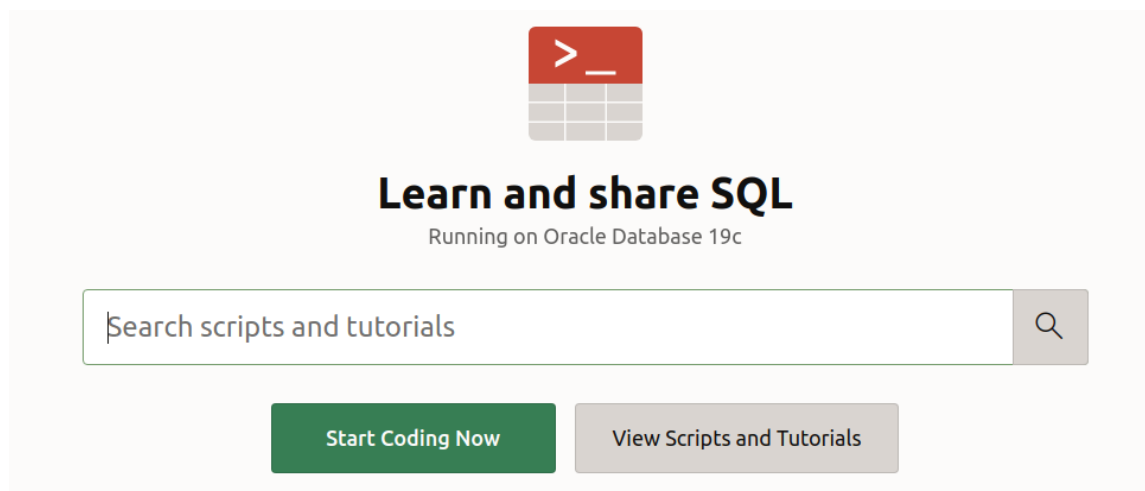 >_
Learn and share SQL
Running on Oracle Database 19c
Search scripts and tutorials
Start Coding Now
View Scripts and Tutorials